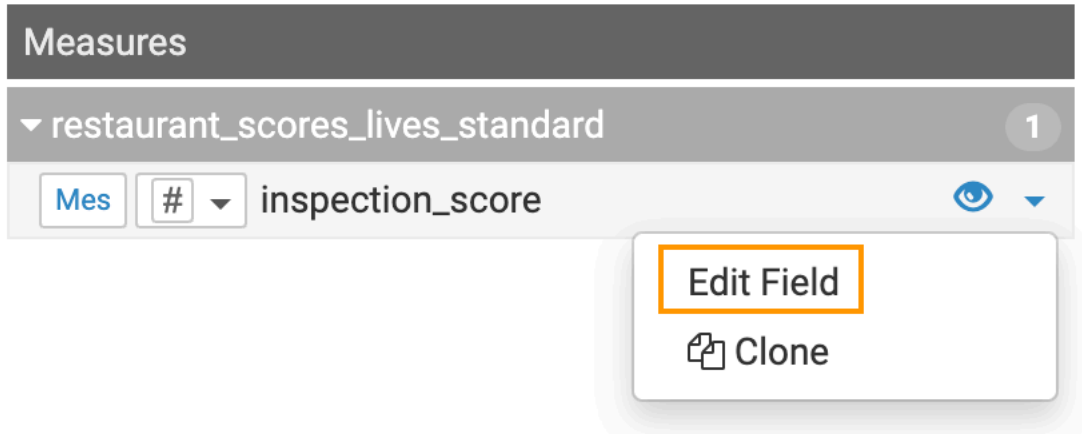 Measures
restaurant_scores_lives_standard 1
Mes # inspection_score
Edit Field
Clone